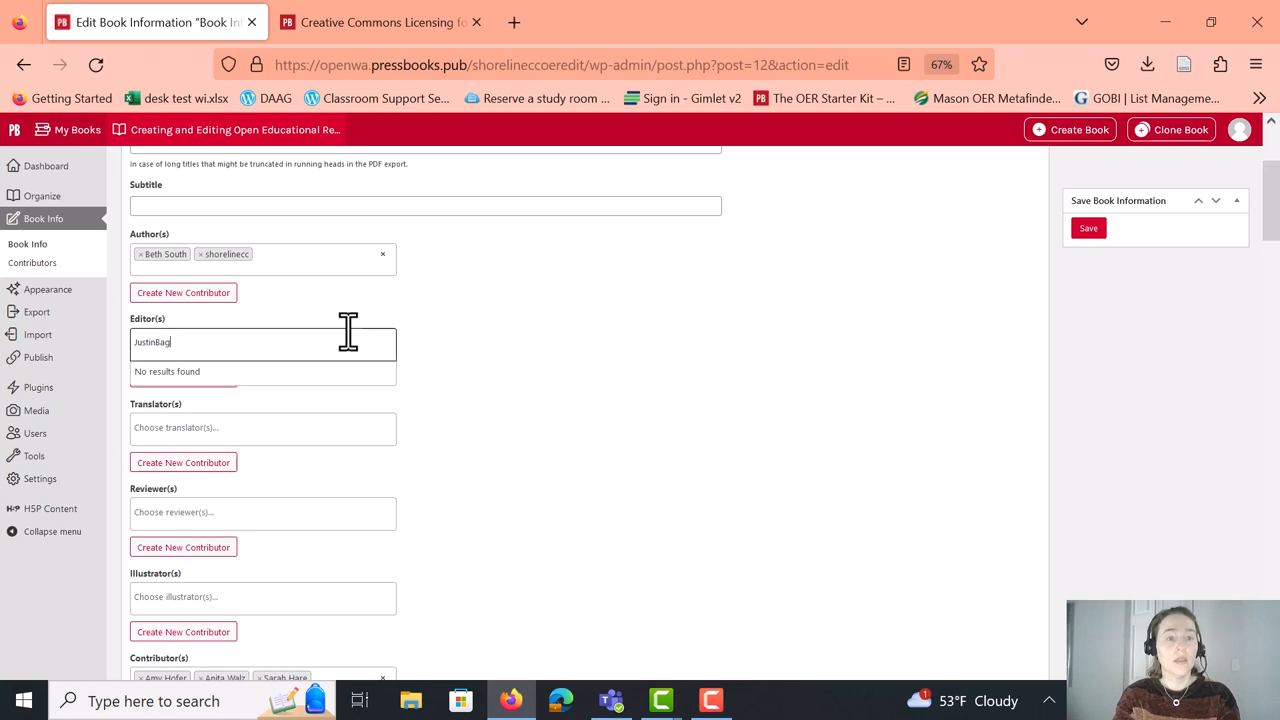 Edit Book Information “Book Inf
Creative Commons Licensing fo
https://openwa.pressbooks.pub/shorelineccoeredit/wp-admin/post.php?post=12&action=edit
67%
Getting Started
desk test wi.xlsx
DAAG
Classroom Support Se...
Reserve a study room ...
Sign in - Gimlet v2
The OER Starter Kit – ...
Mason OER Metafinde...
GOBI | List Manageme...
PB
My Books
Creating and Editing Open Educational Re...
Create Book
Clone Book
Dashboard
Organize
Book Info
Book Info
Contributors
Appearance
Export
Import
Publish
Plugins
Media
Users
Tools
Settings
H5P Content
Collapse menu
In case of long titles that might be truncated in running heads in the PDF export.
Subtitle
Author(s)
× Beth South × shorelinecc ×
Create New Contributor
Editor(s)
JustinBag
No results found
Translator(s)
Choose translator(s)...
Create New Contributor
Reviewer(s)
Choose reviewer(s)...
Create New Contributor
Illustrator(s)
Choose illustrator(s)...
Create New Contributor
Contributor(s)
× Amy Hofer × Anita Walz × Sarah Hare ×
Save Book Information
Save
Type here to search
1
53°F Cloudy